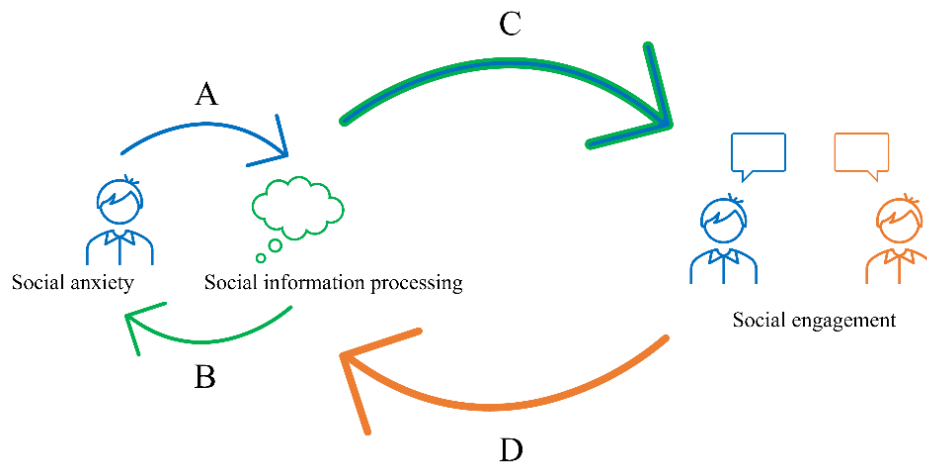 C
A
Social anxiety
Social information processing
Social engagement
B
D